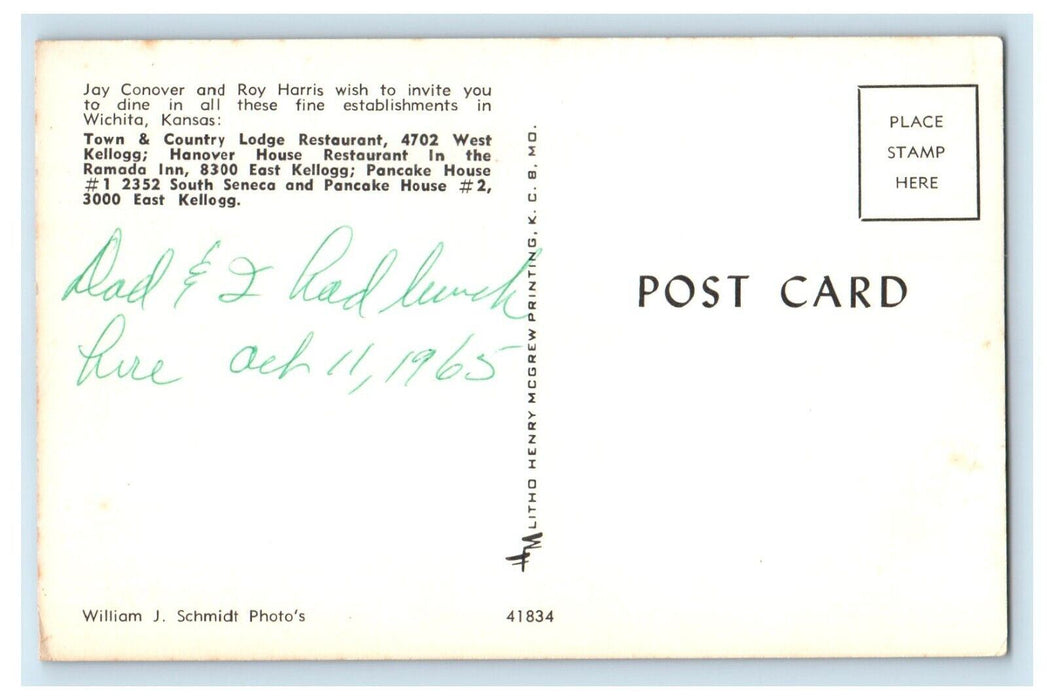 Jay Conover and Roy Harris wish to invite you
to dine in all these fine establishments in
Wichita, Kansas:
Town & Country Lodge Restaurant, 4702 West
Kellogg; Hanover House Restaurant In the
Ramada Inn, 8300 East Kellogg; Pancake House
#1 2352 South Seneca and Pancake House #2,
3000 East Kellogg.
Dad & I had lunch
here Oct 11, 1965
William J. Schmidt Photo's
HM LITHO HENRY MCGREW PRINTING, K. C. 8, MO.
41834
PLACE
STAMP
HERE
POST CARD